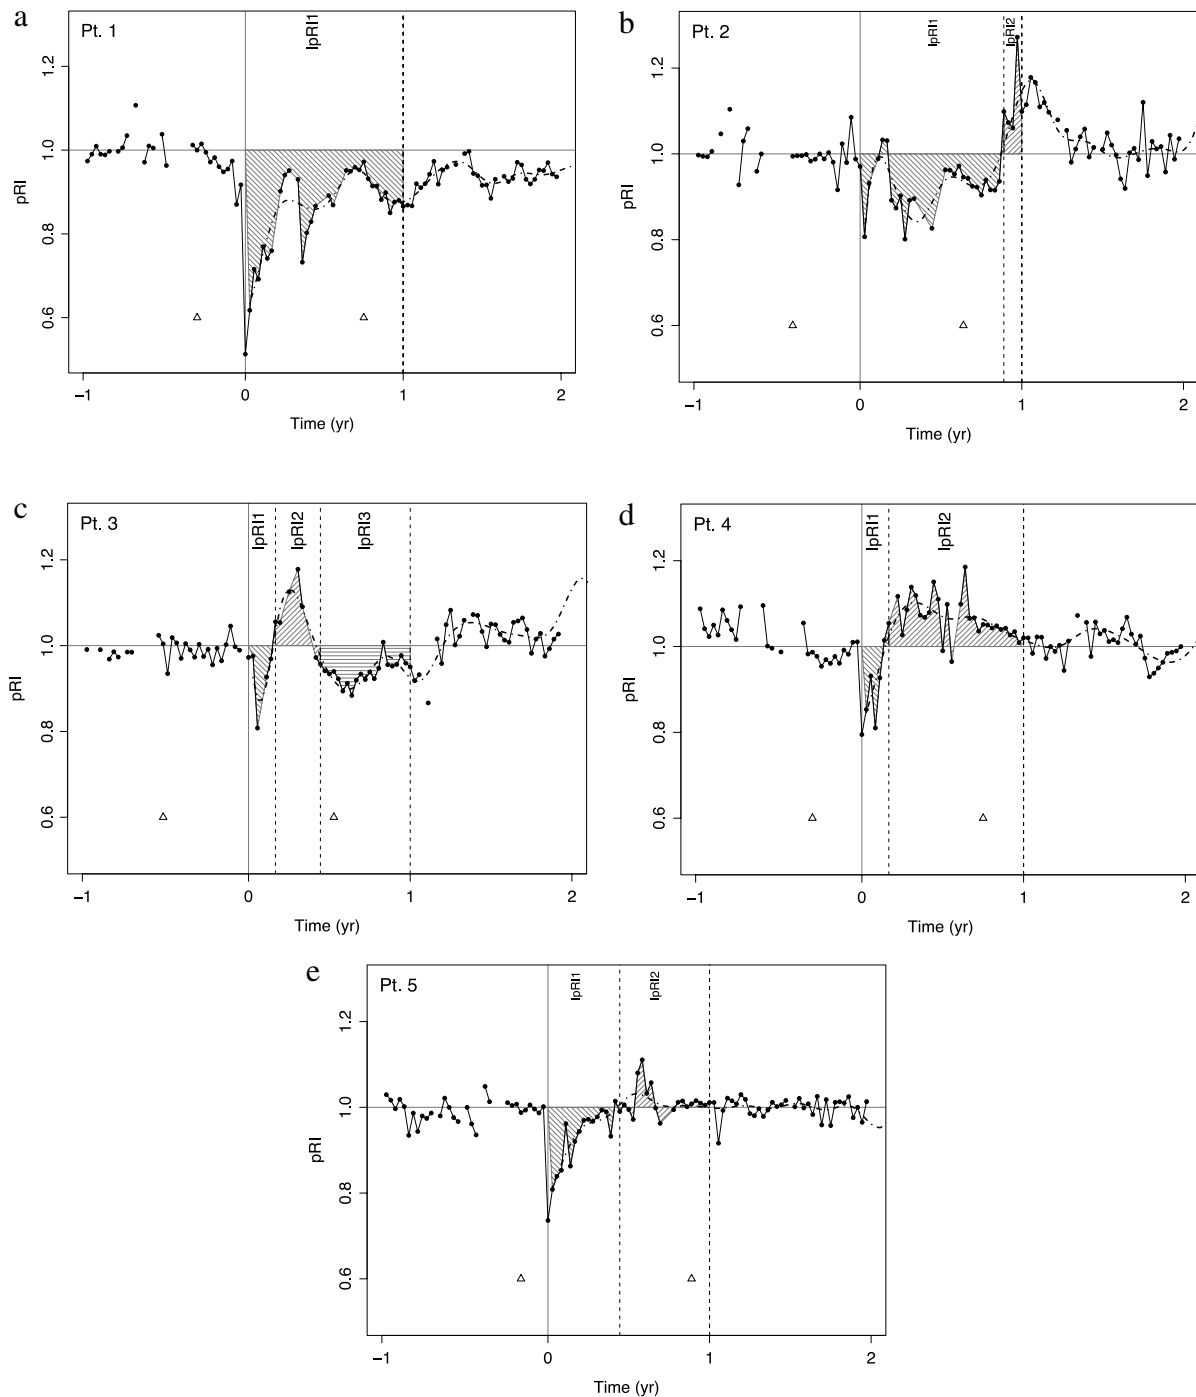 a
Pt. 1
IpRI1
pRI
1.2
1.0
0.8
0.6
−1 0 1 2
Time (yr)
b
Pt. 2
IpRI1 IpRI2
pRI
1.2
1.0
0.8
0.6
−1 0 1 2
Time (yr)
c
Pt. 3
IpRI1 IpRI2 IpRI3
pRI
1.2
1.0
0.8
0.6
−1 0 1 2
Time (yr)
d
Pt. 4
IpRI1 IpRI2
pRI
1.2
1.0
0.8
0.6
−1 0 1 2
Time (yr)
e
Pt. 5
IpRI1 IpRI2
pRI
1.2
1.0
0.8
0.6
−1 0 1 2
Time (yr)